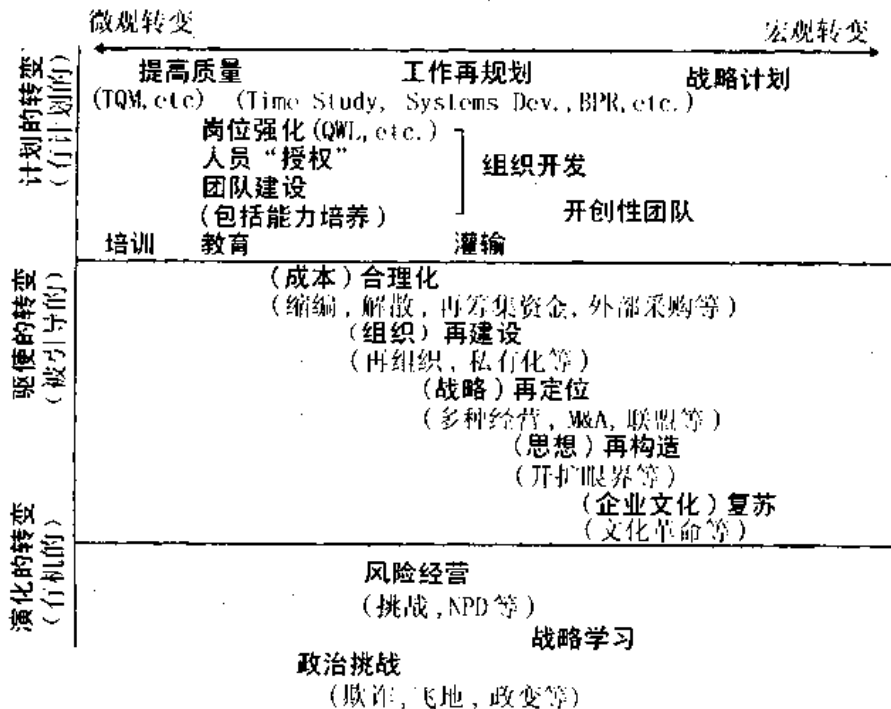 微观转变 宏观转变
计划的转变
(有计划的)
提高质量 工作再规划 战略计划
(TQM,etc) (Time Study, Systems Dev.,BPR,etc.)
岗位强化(QWL,etc.)
人员“授权”
组织开发
团队建设
(包括能力培养)
开创性团队
培训 教育 灌输
驱使的转变
(被引导的)
(成本)合理化
(缩编,解散,再筹集资金,外部采购等)
(组织)再建设
(再组织,私有化等)
(战略)再定位
(多种经营,M&A,联盟等)
(思想)再构造
(开扩眼界等)
(企业文化)复苏
(文化革命等)
演化的转变
(有机的)
风险经营
(挑战,NPD等)
战略学习
政治挑战
(欺诈,飞地,政变等)